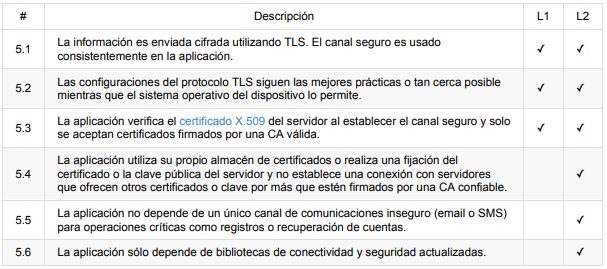 # Descripción L1 L2
5.1 La información es enviada cifrada utilizando TLS. El canal seguro es usado
consistentemente en la aplicación. ✓ ✓
5.2 Las configuraciones del protocolo TLS siguen las mejores prácticas o tan cerca posible
mientras que el sistema operativo del dispositivo lo permite. ✓ ✓
5.3 La aplicación verifica el certificado X.509 del servidor al establecer el canal seguro y solo
se aceptan certificados firmados por una CA válida. ✓ ✓
5.4 La aplicación utiliza su propio almacén de certificados o realiza una fijación del
certificado o la clave pública del servidor y no establece una conexión con servidores
que ofrecen otros certificados o clave por más que estén firmados por una CA confiable. ✓
5.5 La aplicación no depende de un único canal de comunicaciones inseguro (email o SMS)
para operaciones críticas como registros o recuperación de cuentas. ✓
5.6 La aplicación sólo depende de bibliotecas de conectividad y seguridad actualizadas. ✓